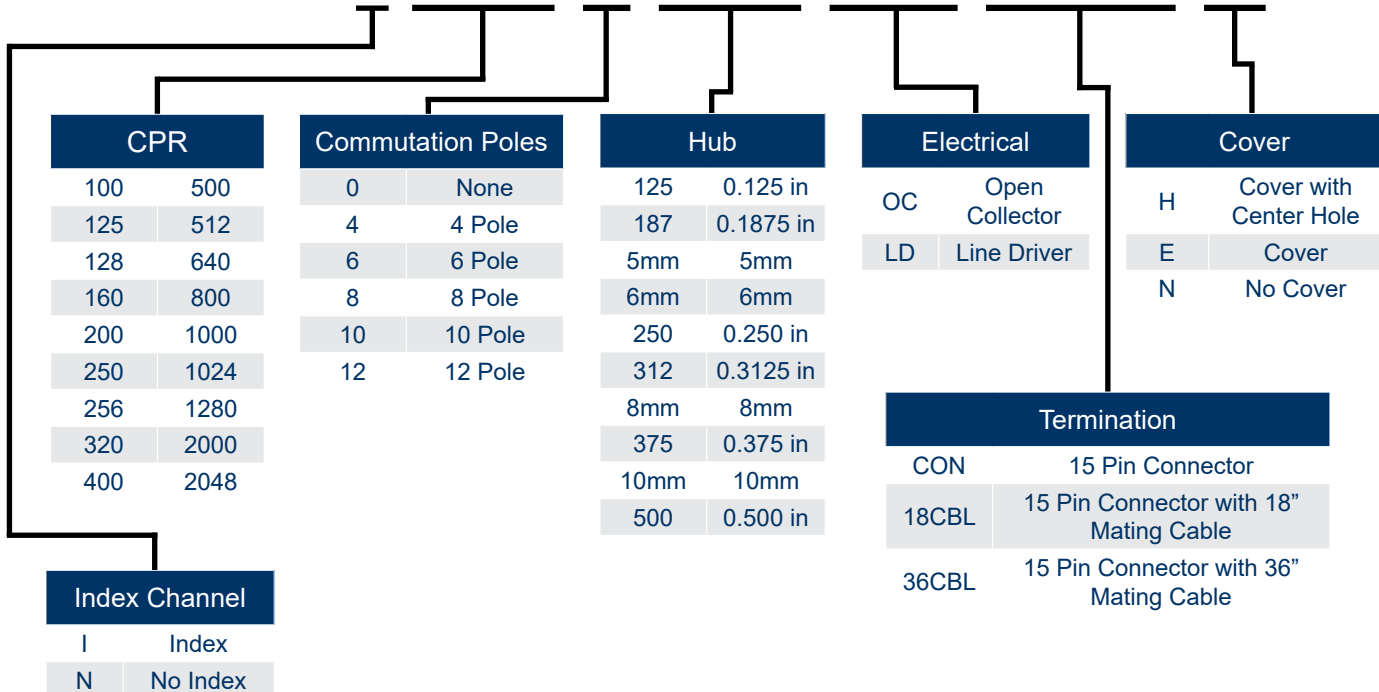 CPR
100 500
125 512
128 640
160 800
200 1000
250 1024
256 1280
320 2000
400 2048
Commutation Poles
0 None
4 4 Pole
6 6 Pole
8 8 Pole
10 10 Pole
12 12 Pole
Hub
125 0.125 in
187 0.1875 in
5mm 5mm
6mm 6mm
250 0.250 in
312 0.3125 in
8mm 8mm
375 0.375 in
10mm 10mm
500 0.500 in
Electrical
OC Open
Collector
LD Line Driver
Cover
H Cover with
Center Hole
E Cover
N No Cover
Termination
CON 15 Pin Connector
18CBL 15 Pin Connector with 18”
Mating Cable
36CBL 15 Pin Connector with 36”
Mating Cable
Index Channel
I Index
N No Index